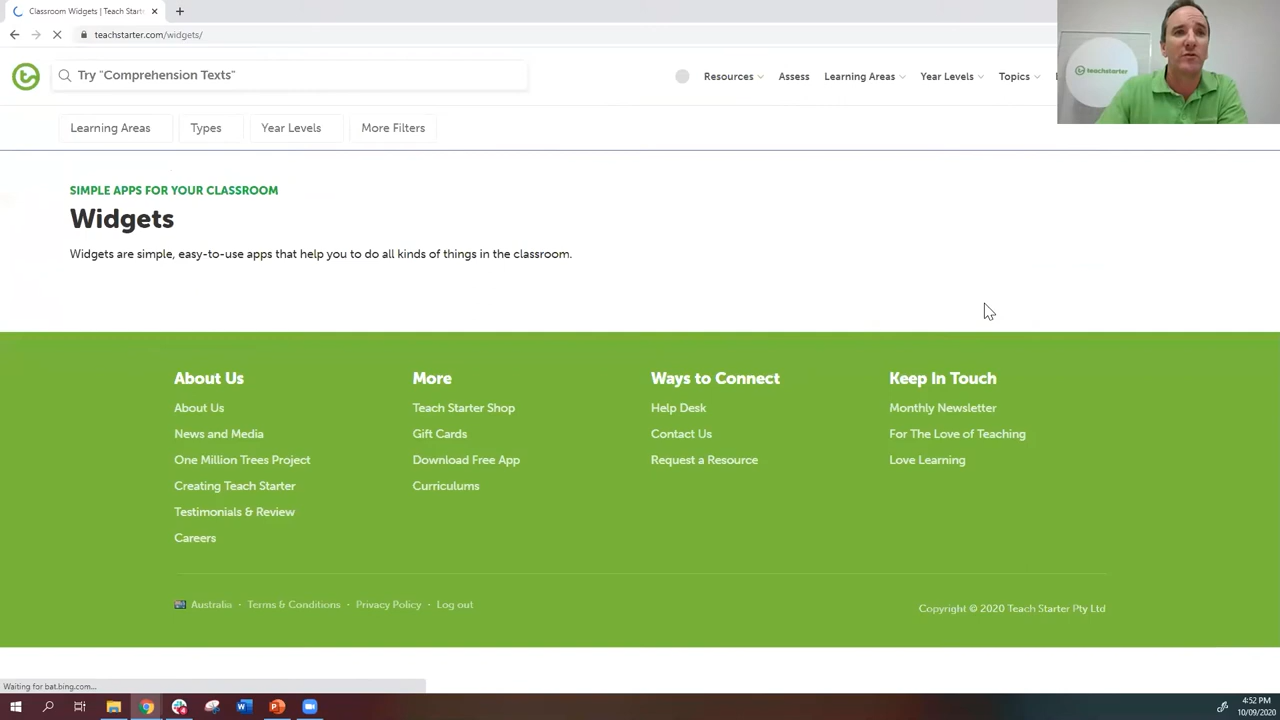 Classroom Widgets | Teach Start
teachstarter.com/widgets/
Try "Comprehension Texts"
Resources Assess Learning Areas Year Levels Topics
teachstarter
Learning Areas Types Year Levels More Filters
SIMPLE APPS FOR YOUR CLASSROOM
Widgets
Widgets are simple, easy-to-use apps that help you to do all kinds of things in the classroom.
About Us
About Us
News and Media
One Million Trees Project
Creating Teach Starter
Testimonials & Review
Careers
More
Teach Starter Shop
Gift Cards
Download Free App
Curriculums
Ways to Connect
Help Desk
Contact Us
Request a Resource
Keep In Touch
Monthly Newsletter
For The Love of Teaching
Love Learning
Australia · Terms & Conditions · Privacy Policy · Log out
Copyright © 2020 Teach Starter Pty Ltd
Waiting for bat.bing.com...
4:52 PM
10/09/2020